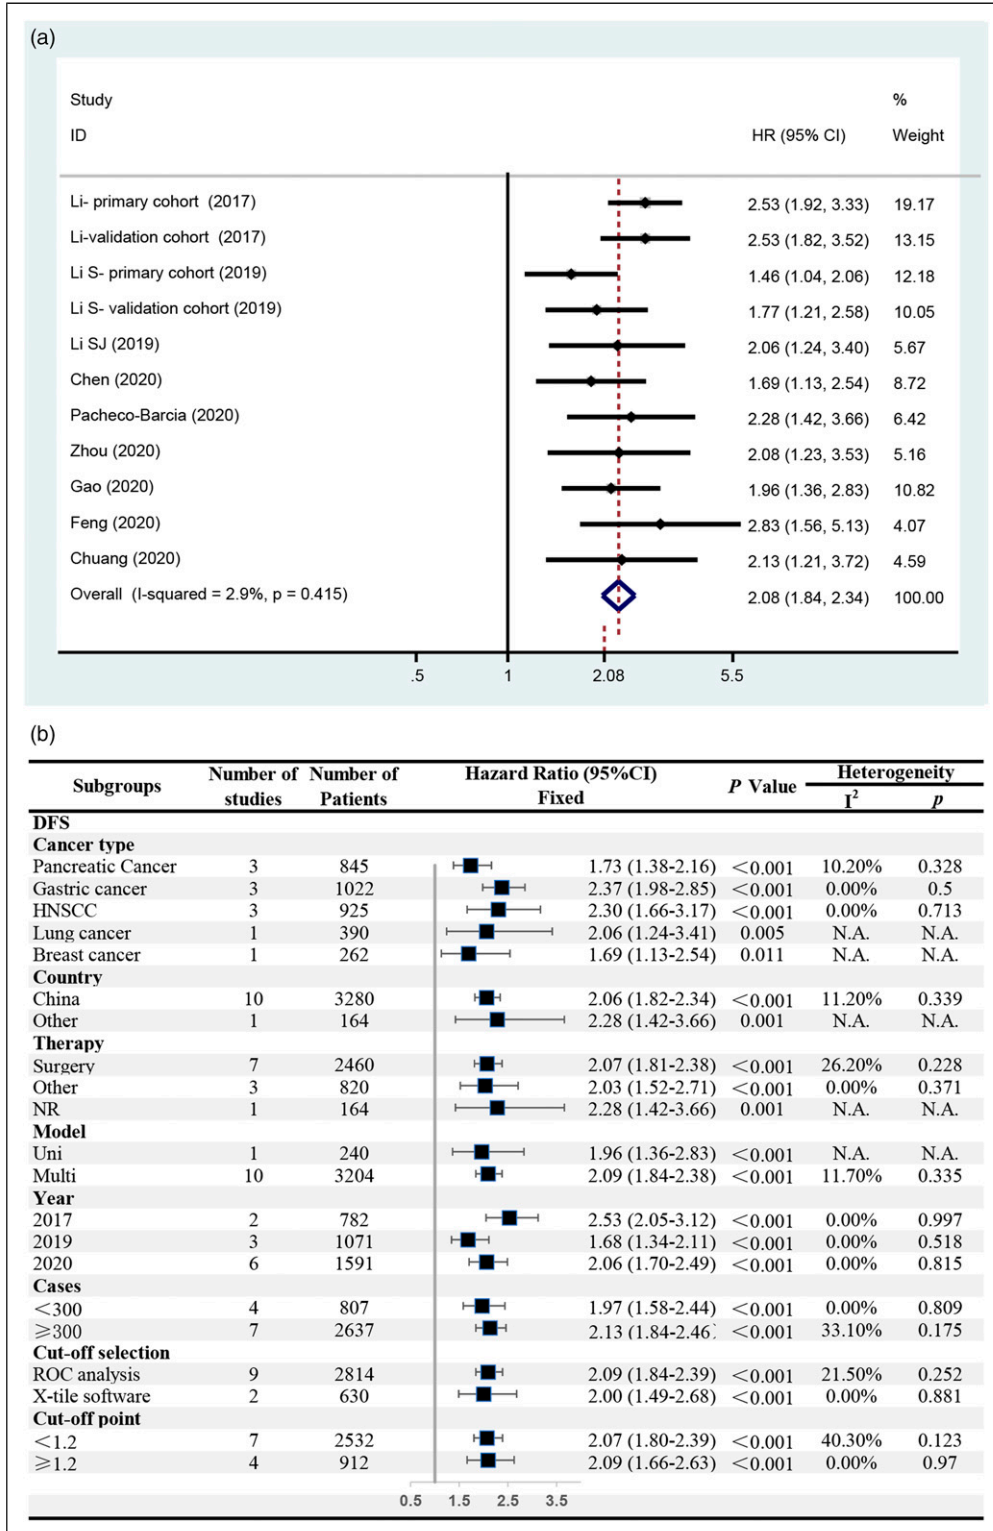 (a)
Study %
ID HR (95% CI) Weight
Li- primary cohort (2017) 2.53 (1.92, 3.33) 19.17
Li-validation cohort (2017) 2.53 (1.82, 3.52) 13.15
Li S- primary cohort (2019) 1.46 (1.04, 2.06) 12.18
Li S- validation cohort (2019) 1.77 (1.21, 2.58) 10.05
Li SJ (2019) 2.06 (1.24, 3.40) 5.67
Chen (2020) 1.69 (1.13, 2.54) 8.72
Pacheco-Barcia (2020) 2.28 (1.42, 3.66) 6.42
Zhou (2020) 2.08 (1.23, 3.53) 5.16
Gao (2020) 1.96 (1.36, 2.83) 10.82
Feng (2020) 2.83 (1.56, 5.13) 4.07
Chuang (2020) 2.13 (1.21, 3.72) 4.59
Overall (I-squared = 2.9%, p = 0.415) 2.08 (1.84, 2.34) 100.00
.5 1 2.08 5.5
(b)
Subgroups Number of studies Number of Patients Hazard Ratio (95%CI) Fixed P Value Heterogeneity
I² p
DFS
Cancer type
Pancreatic Cancer 3 845 1.73 (1.38-2.16) <0.001 10.20% 0.328
Gastric cancer 3 1022 2.37 (1.98-2.85) <0.001 0.00% 0.5
HNSCC 3 925 2.30 (1.66-3.17) <0.001 0.00% 0.713
Lung cancer 1 390 2.06 (1.24-3.41) 0.005 N.A. N.A.
Breast cancer 1 262 1.69 (1.13-2.54) 0.011 N.A. N.A.
Country
China 10 3280 2.06 (1.82-2.34) <0.001 11.20% 0.339
Other 1 164 2.28 (1.42-3.66) 0.001 N.A. N.A.
Therapy
Surgery 7 2460 2.07 (1.81-2.38) <0.001 26.20% 0.228
Other 3 820 2.03 (1.52-2.71) <0.001 0.00% 0.371
NR 1 164 2.28 (1.42-3.66) 0.001 N.A. N.A.
Model
Uni 1 240 1.96 (1.36-2.83) <0.001 N.A. N.A.
Multi 10 3204 2.09 (1.84-2.38) <0.001 11.70% 0.335
Year
2017 2 782 2.53 (2.05-3.12) <0.001 0.00% 0.997
2019 3 1071 1.68 (1.34-2.11) <0.001 0.00% 0.518
2020 6 1591 2.06 (1.70-2.49) <0.001 0.00% 0.815
Cases
<300 4 807 1.97 (1.58-2.44) <0.001 0.00% 0.809
≥300 7 2637 2.13 (1.84-2.46) <0.001 33.10% 0.175
Cut-off selection
ROC analysis 9 2814 2.09 (1.84-2.39) <0.001 21.50% 0.252
X-tile software 2 630 2.00 (1.49-2.68) <0.001 0.00% 0.881
Cut-off point
<1.2 7 2532 2.07 (1.80-2.39) <0.001 40.30% 0.123
≥1.2 4 912 2.09 (1.66-2.63) <0.001 0.00% 0.97
0.5 1.5 2.5 3.5